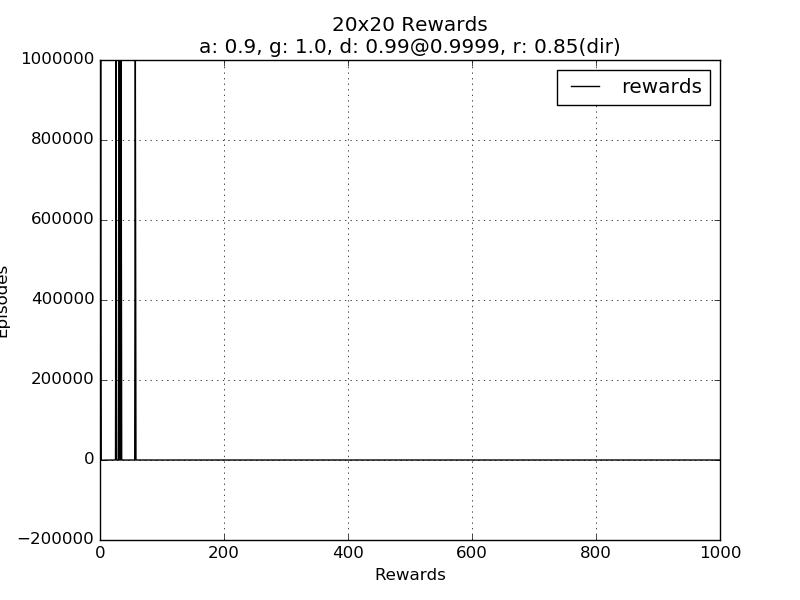 20x20 Rewards
a: 0.9, g: 1.0, d: 0.99@0.9999, r: 0.85(dir)
1000000
800000
600000
400000
200000
0
−200000
Episodes
rewards
0 200 400 600 800 1000
Rewards